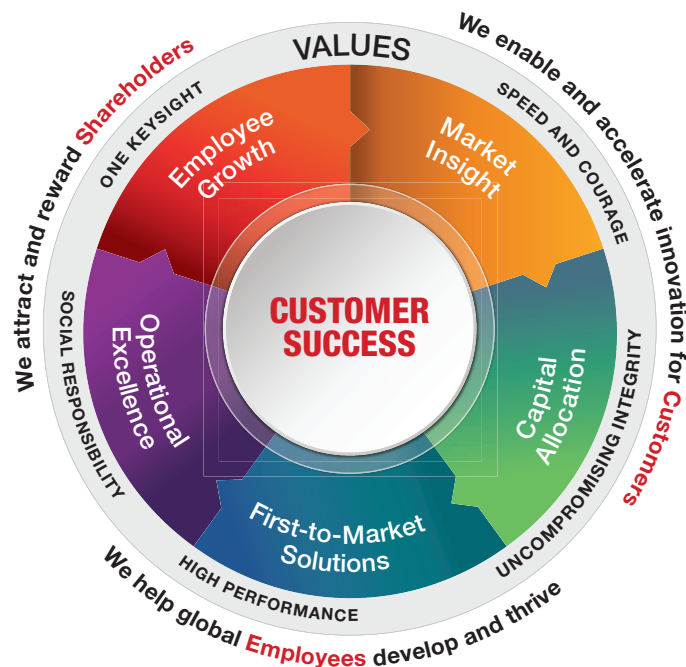 VALUES
We enable and accelerate innovation for Customers
We help global Employees develop and thrive
We attract and reward Shareholders
SPEED AND COURAGE
UNCOMPROMISING INTEGRITY
HIGH PERFORMANCE
SOCIAL RESPONSIBILITY
ONE KEYSIGHT
Market
Insight
Capital
Allocation
First-to-Market
Solutions
Operational
Excellence
Employee
Growth
CUSTOMER
SUCCESS